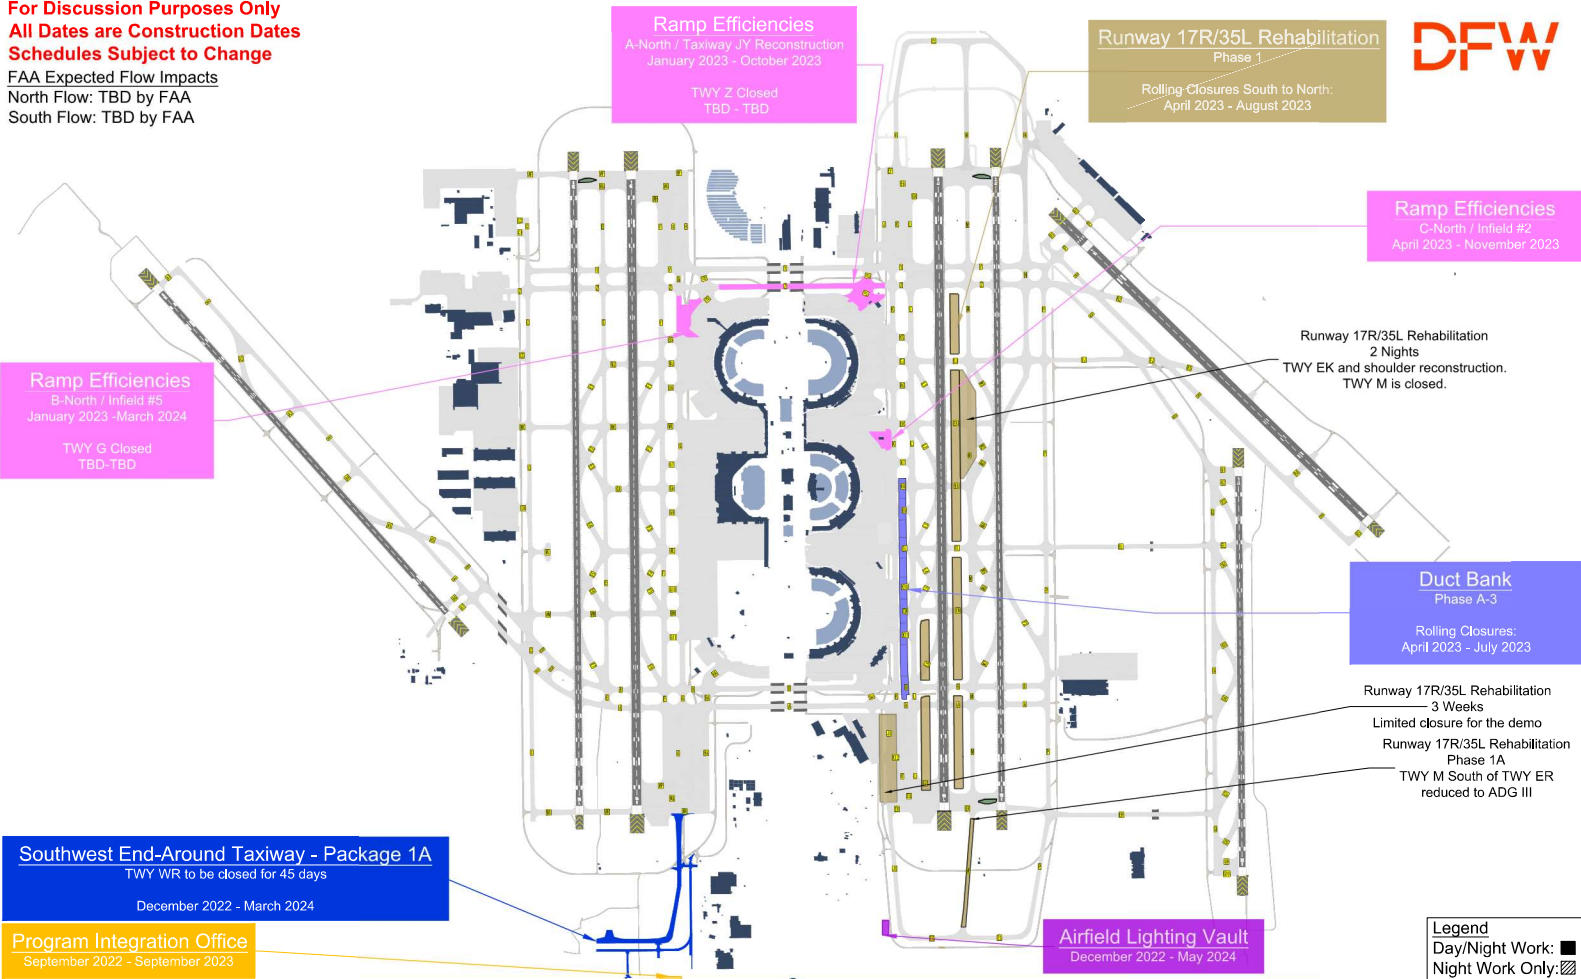 For Discussion Purposes Only
All Dates are Construction Dates
Schedules Subject to Change
FAA Expected Flow Impacts
North Flow: TBD by FAA
South Flow: TBD by FAA
Ramp Efficiencies
A-North / Taxiway JY Reconstruction
January 2023 - October 2023
TWY Z Closed
TBD - TBD
Runway 17R/35L Rehabilitation
Phase 1
Rolling Closures South to North:
April 2023 - August 2023
DFW
Ramp Efficiencies
C-North / Infield #2
April 2023 - November 2023
Runway 17R/35L Rehabilitation
2 Nights
TWY EK and shoulder reconstruction.
TWY M is closed.
Ramp Efficiencies
B-North / Infield #5
January 2023 -March 2024
TWY G Closed
TBD-TBD
Duct Bank
Phase A-3
Rolling Closures:
April 2023 - July 2023
Runway 17R/35L Rehabilitation
3 Weeks
Limited closure for the demo
Runway 17R/35L Rehabilitation
Phase 1A
TWY M South of TWY ER
reduced to ADG III
Southwest End-Around Taxiway - Package 1A
TWY WR to be closed for 45 days
December 2022 - March 2024
Program Integration Office
September 2022 - September 2023
Airfield Lighting Vault
December 2022 - May 2024
Legend
Day/Night Work:
Night Work Only: